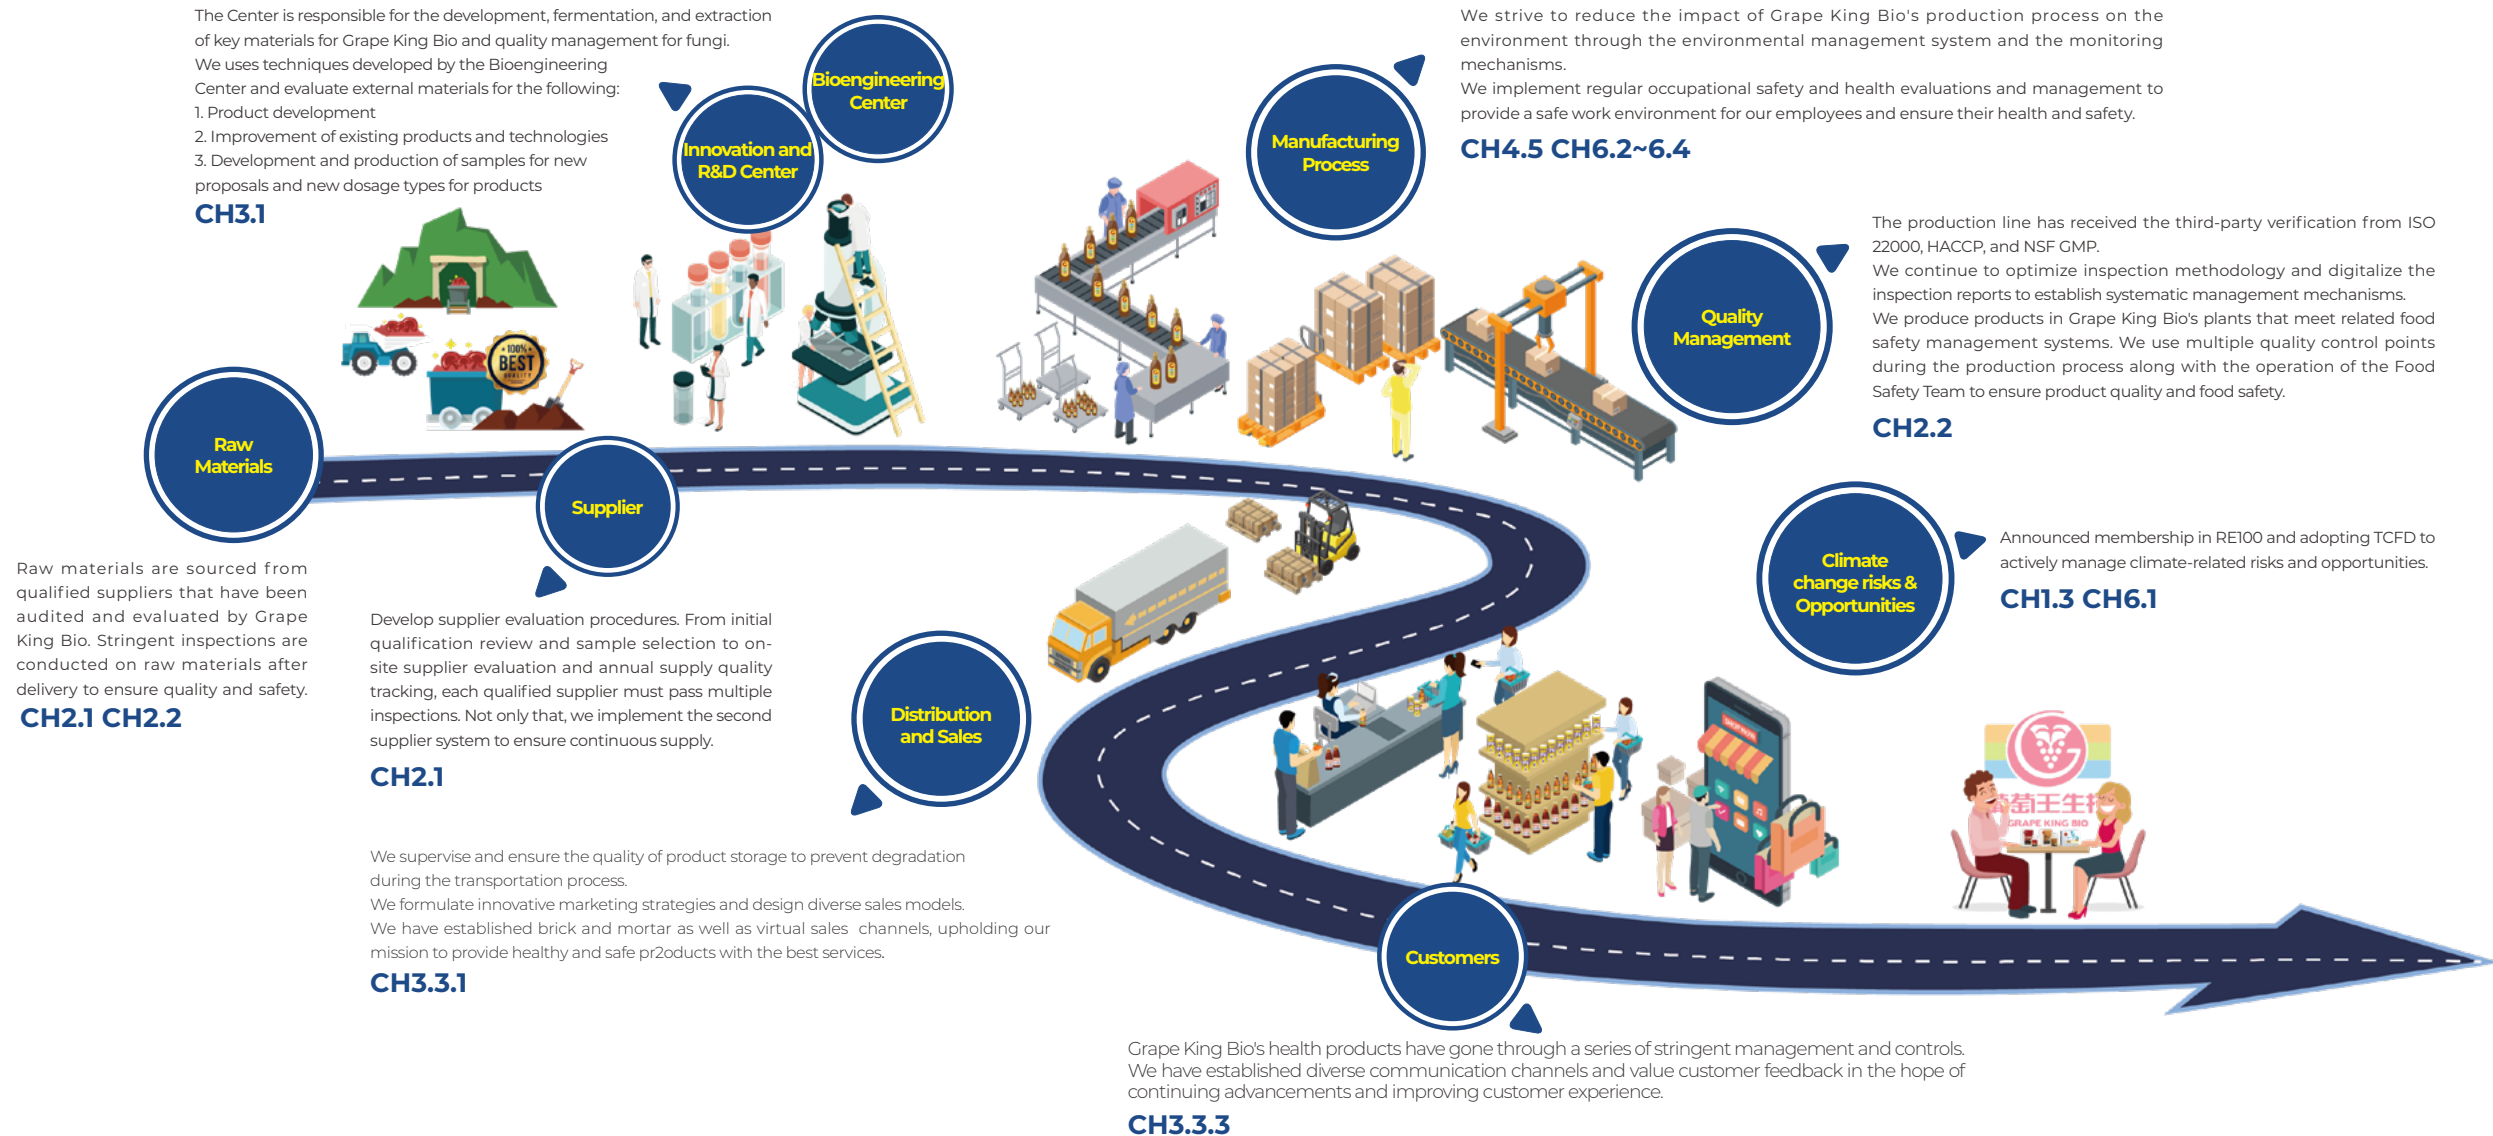 The Center is responsible for the development, fermentation, and extraction
of key materials for Grape King Bio and quality management for fungi.
We uses techniques developed by the Bioengineering
Center and evaluate external materials for the following:
1. Product development
2. Improvement of existing products and technologies
3. Development and production of samples for new
proposals and new dosage types for products
CH3.1
Bioengineering
Center
Innovation and
R&D Center
Manufacturing
Process
We strive to reduce the impact of Grape King Bio's production process on the
environment through the environmental management system and the monitoring
mechanisms.
We implement regular occupational safety and health evaluations and management to
provide a safe work environment for our employees and ensure their health and safety.
CH4.5 CH6.2~6.4
Quality
Management
The production line has received the third-party verification from ISO
22000, HACCP, and NSF GMP.
We continue to optimize inspection methodology and digitalize the
inspection reports to establish systematic management mechanisms.
We produce products in Grape King Bio's plants that meet related food
safety management systems. We use multiple quality control points
during the production process along with the operation of the Food
Safety Team to ensure product quality and food safety.
CH2.2
100%
BEST
QUALITY
Raw
Materials
Raw materials are sourced from
qualified suppliers that have been
audited and evaluated by Grape
King Bio. Stringent inspections are
conducted on raw materials after
delivery to ensure quality and safety.
CH2.1 CH2.2
Supplier
Develop supplier evaluation procedures. From initial
qualification review and sample selection to on-
site supplier evaluation and annual supply quality
tracking, each qualified supplier must pass multiple
inspections. Not only that, we implement the second
supplier system to ensure continuous supply.
CH2.1
Climate
change risks &
Opportunities
Announced membership in RE100 and adopting TCFD to
actively manage climate-related risks and opportunities.
CH1.3 CH6.1
Distribution
and Sales
We supervise and ensure the quality of product storage to prevent degradation
during the transportation process.
We formulate innovative marketing strategies and design diverse sales models.
We have established brick and mortar as well as virtual sales channels, upholding our
mission to provide healthy and safe pr2oducts with the best services.
CH3.3.1
萄王生
GRAPE KING BIO
Customers
Grape King Bio's health products have gone through a series of stringent management and controls.
We have established diverse communication channels and value customer feedback in the hope of
continuing advancements and improving customer experience.
CH3.3.3